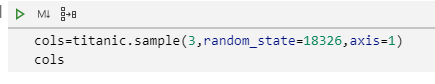 M↓
cols=titanic.sample(3,random_state=18326,axis=1)
cols